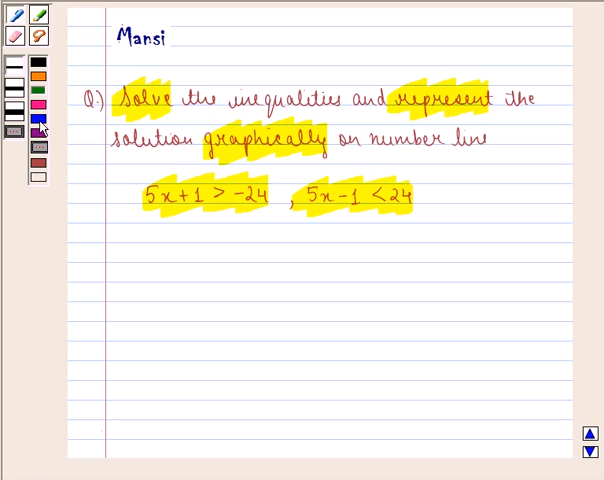 Mansi
Q:) Solve the inequalities and represent the
solution graphically on number line
5x + 1 > -24 , 5x - 1 < 24